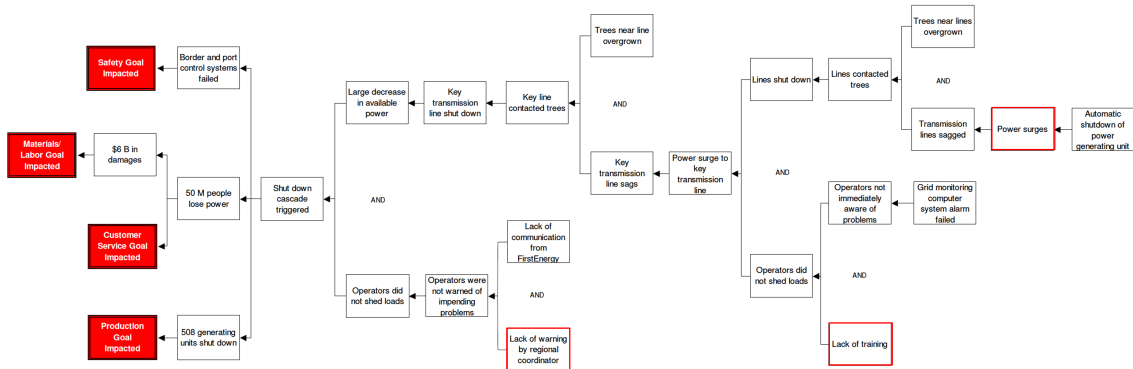 Safety Goal
Impacted
Border and port
control systems
failed
Materials/
Labor Goal
Impacted
$6 B in
damages
Customer
Service Goal
Impacted
50 M people
lose power
Production
Goal
Impacted
508 generating
units shut down
Shut down
cascade
triggered
AND
Large decrease
in available
power
Key
transmission
line shut down
Key line
contacted trees
Trees near line
overgrown
AND
Key
transmission
line sags
Power surge to
key transmission
line
Operators did
not shed loads
Operators were
not warned of
impending
problems
Lack of
communication
from
FirstEnergy
AND
Lack of warning
by regional
coordinator
AND
Lines shut down
Lines contacted
trees
Trees near lines
overgrown
AND
Transmission
lines sagged
Power surges
Automatic
shutdown of
power
generating unit
Operators did
not shed loads
Operators not
immediately
aware of
problems
Grid monitoring
computer
system alarm
failed
AND
Lack of training